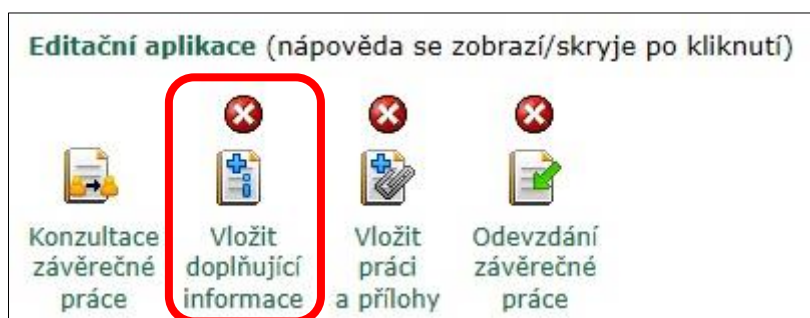 Editační aplikace (nápověda se zobrazí/skryje po kliknutí)
Konzultace
závěrečné
práce
Vložit
doplňující
informace
Vložit
práci
a přílohy
Odevzdání
závěrečné
práce